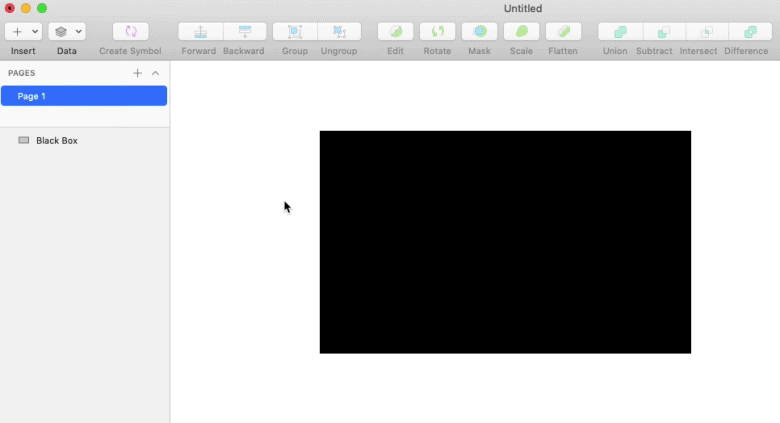 Untitled
Insert Data Create Symbol Forward Backward Group Ungroup Edit Rotate Mask Scale Flatten Union Subtract Intersect Difference
PAGES
Page 1
Black Box